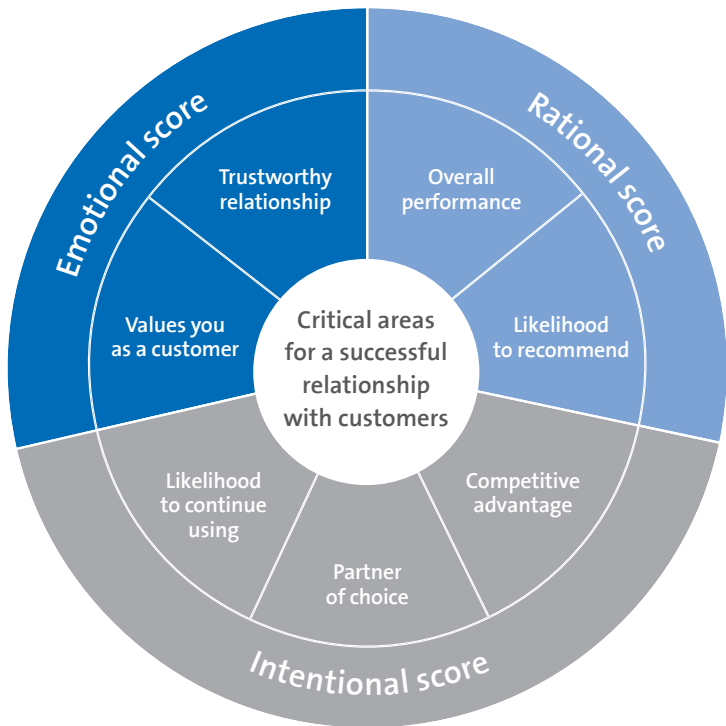 Emotional score
Rational score
Trustworthy
relationship
Overall
performance
Values you
as a customer
Critical areas
for a successful
relationship
with customers
Likelihood
to recommend
Likelihood
to continue
using
Competitive
advantage
Partner
of choice
Intentional score